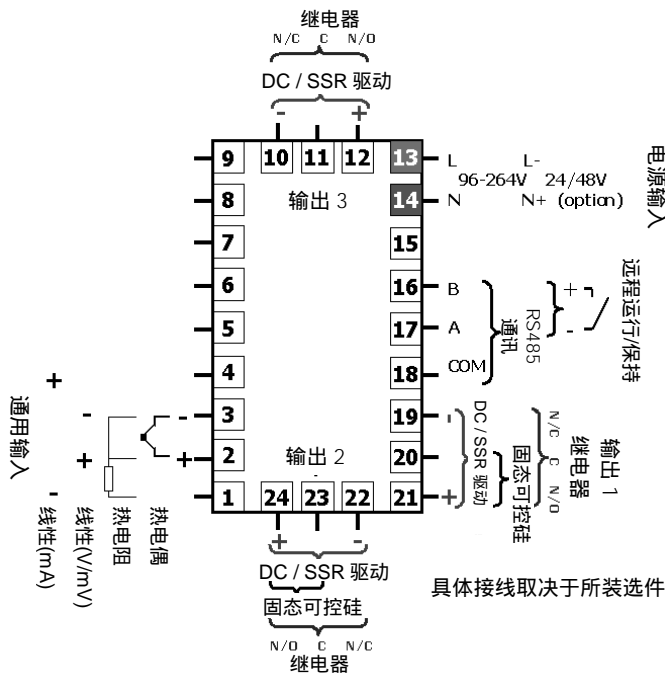 继电器
N/C C N/O
DC / SSR 驱动
- +
9 10 11 12 13 L L-
96-264V 24/48V
8 输出 3 14 N N+ (option)
电源输入
7 15
6 16 B
5 17 A
4 18 COM
RS485
通讯
+
-
远程运行/保持
3 19 -
2 输出 2 20
1 24 23 22 21 +
DC / SSR 驱动
固态可控硅
N/C C N/O
继电器
输出 1
通用输入
+
-
线性(mA)
-
+
线性(V/mV)
热电阻
-
+
热电偶
+ -
DC / SSR 驱动
固态可控硅
N/O C N/C
继电器
具体接线取决于所装选件